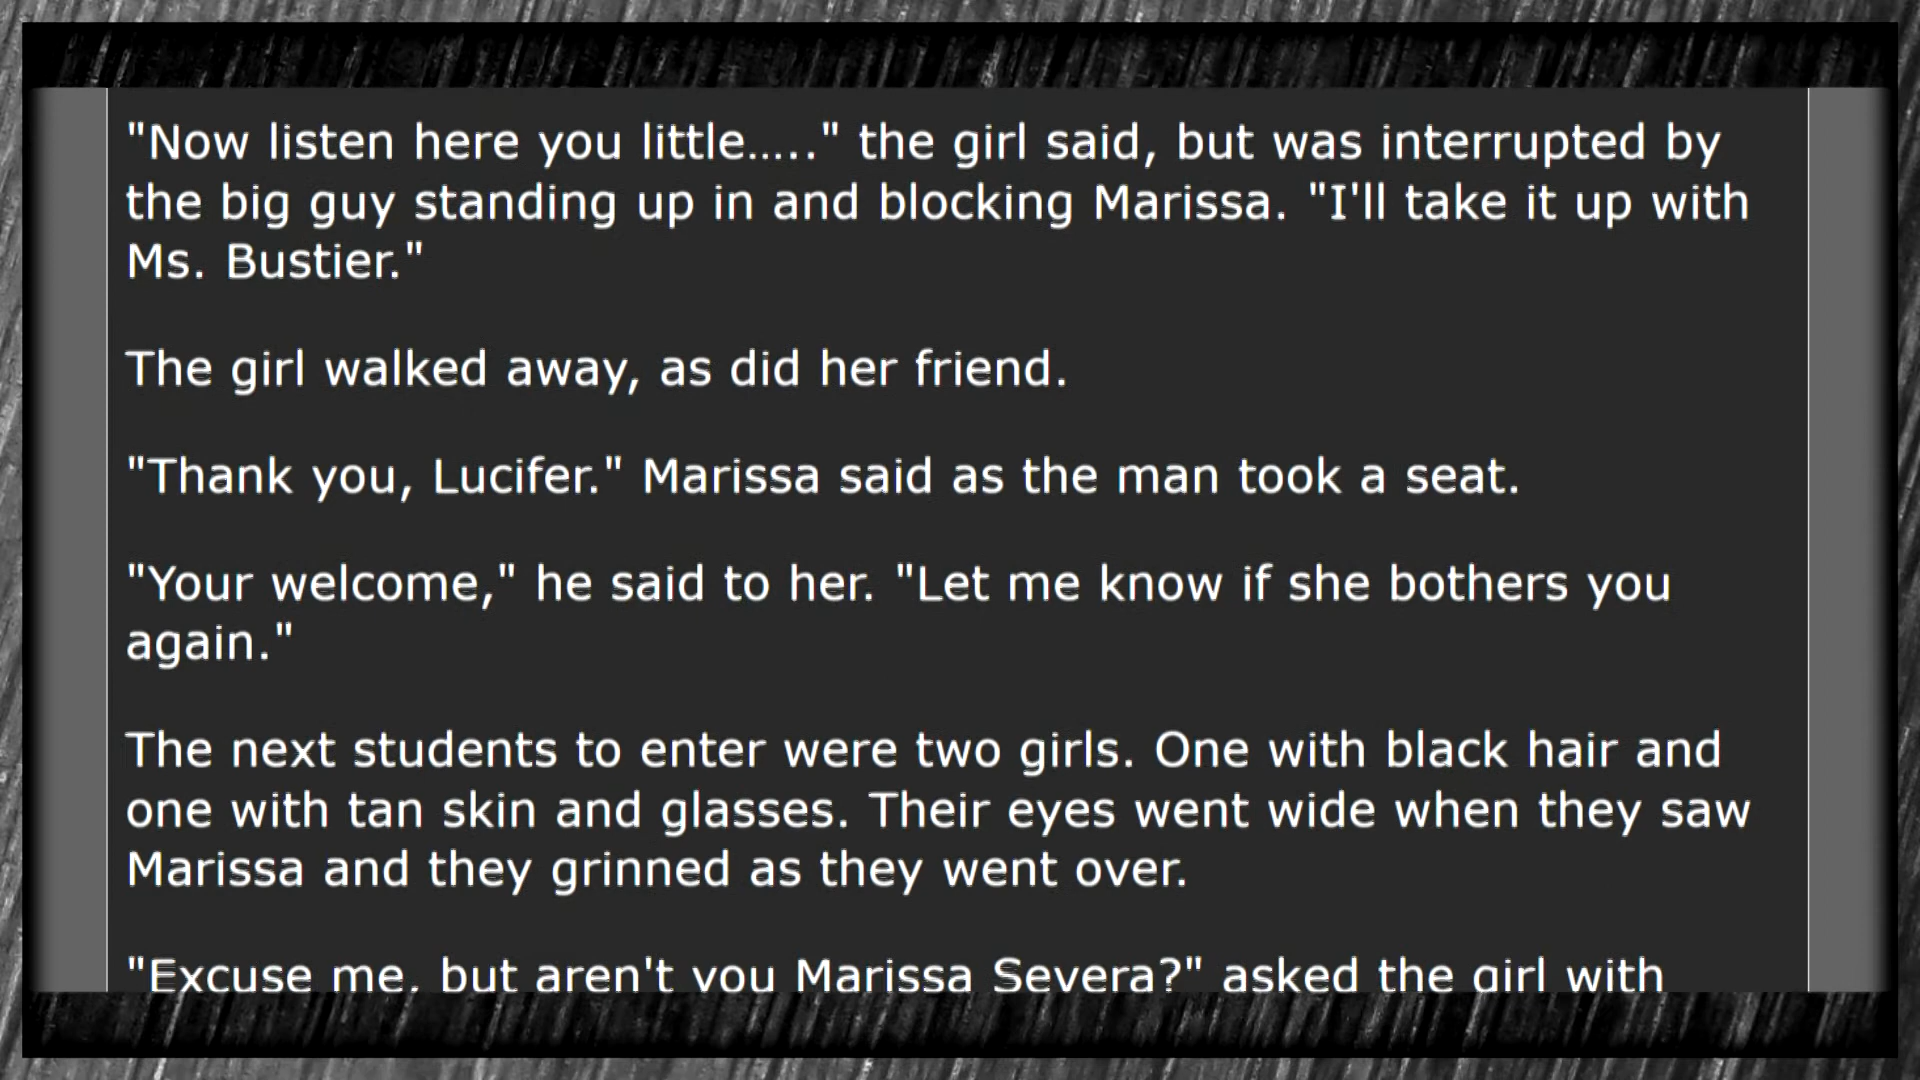 "Now listen here you little....." the girl said, but was interrupted by
the big guy standing up in and blocking Marissa. "I'll take it up with
Ms. Bustier."
The girl walked away, as did her friend.
"Thank you, Lucifer." Marissa said as the man took a seat.
"Your welcome," he said to her. "Let me know if she bothers you
again."
The next students to enter were two girls. One with black hair and
one with tan skin and glasses. Their eyes went wide when they saw
Marissa and they grinned as they went over.
"Excuse me, but aren't you Marissa Severa?" asked the girl with